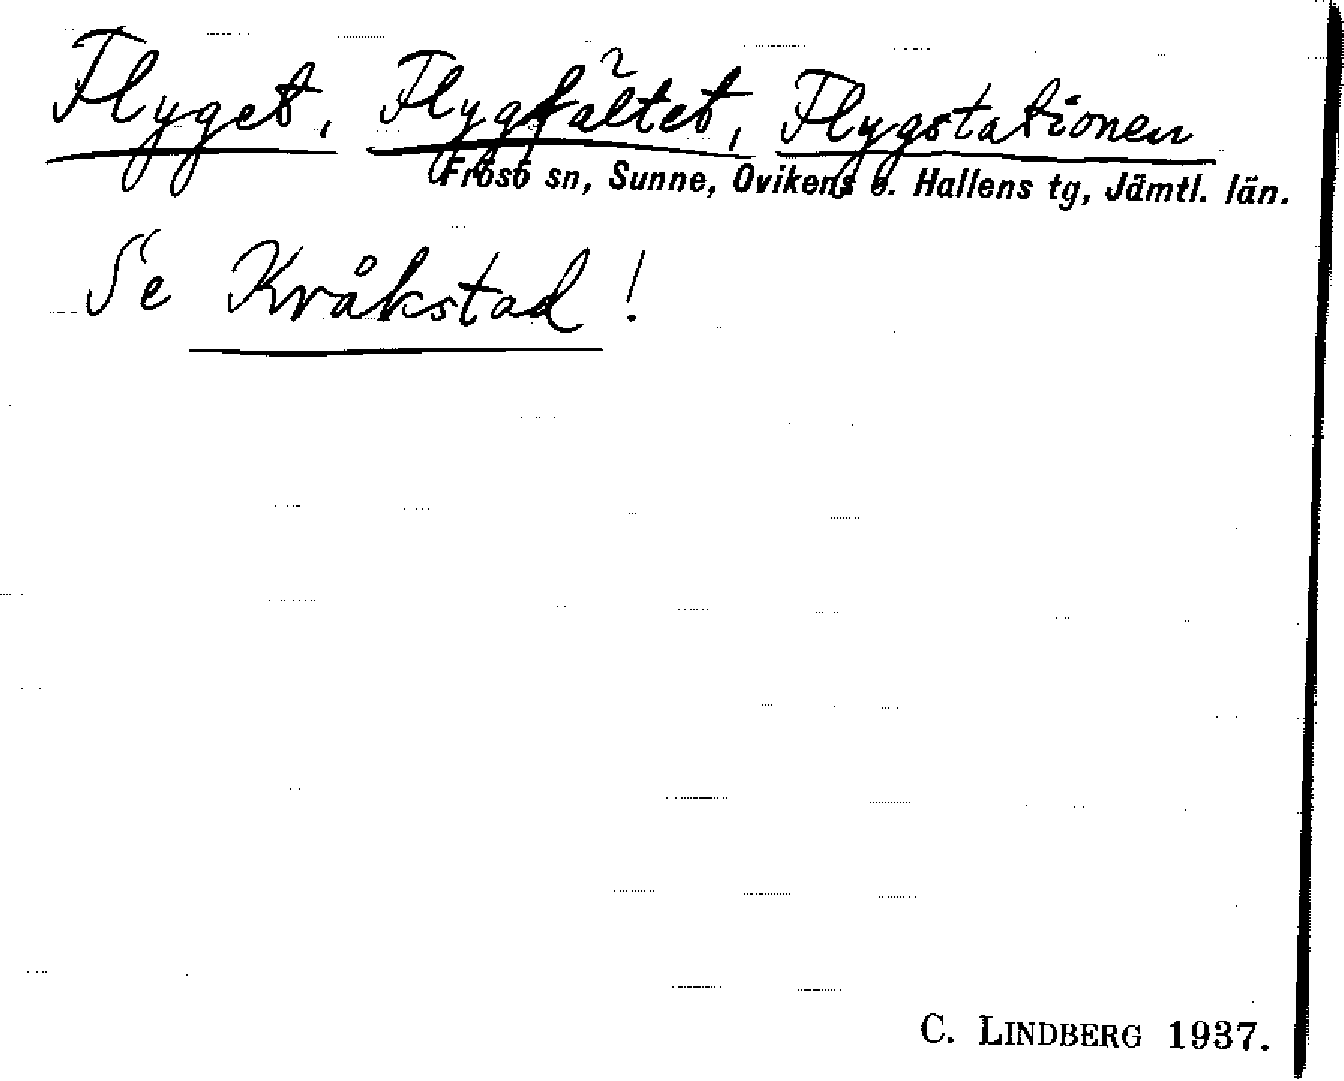 Flyget, Flygfältet, Flygstationen
Frösö sn, Sunne, Ovikens o. Hallens tg, Jämtl. län.
Se Kråkstad!
C. LINDBERG 1937.